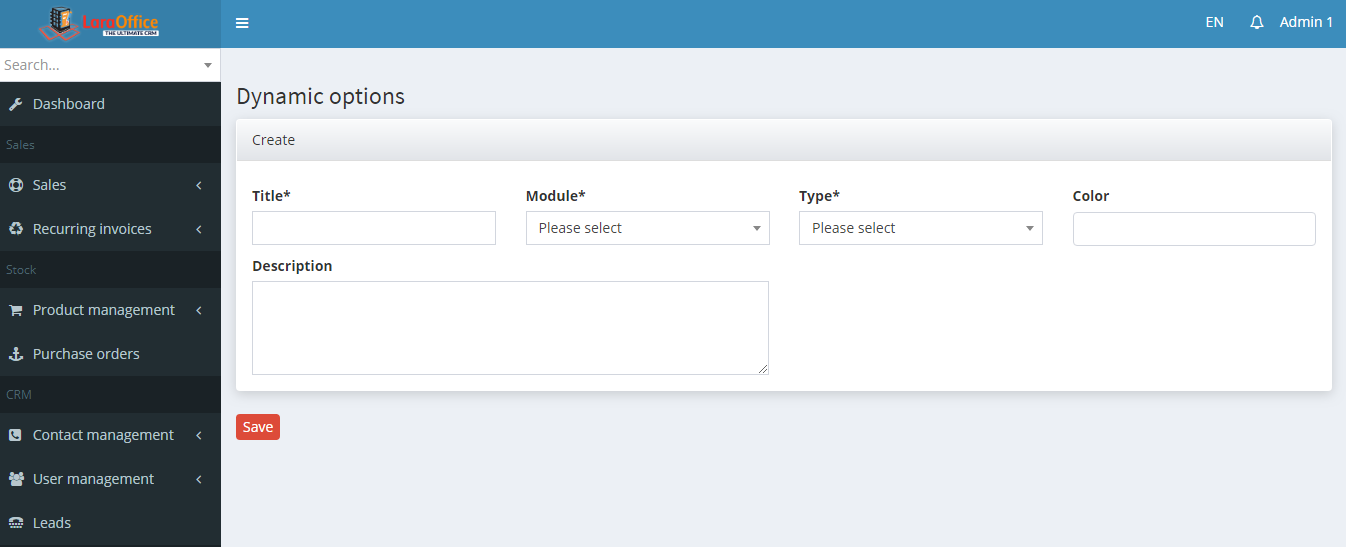 LaraOffice
THE ULTIMATE CRM
EN
Admin 1
Search...
Dashboard
Sales
Sales
Recurring invoices
Stock
Product management
Purchase orders
CRM
Contact management
User management
Leads
Dynamic options
Create
Title* Module* Type* Color
Please select Please select
Description
Save